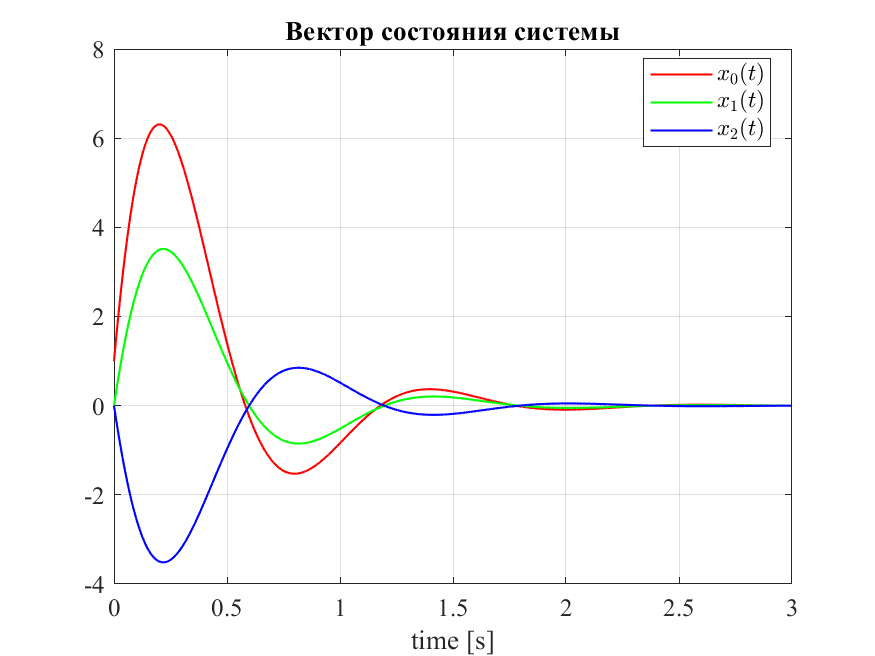 Вектор состояния системы
8
x₀(t)
x₁(t)
x₂(t)
6
4
2
0
-2
-4
0 0.5 1 1.5 2 2.5 3
time [s]